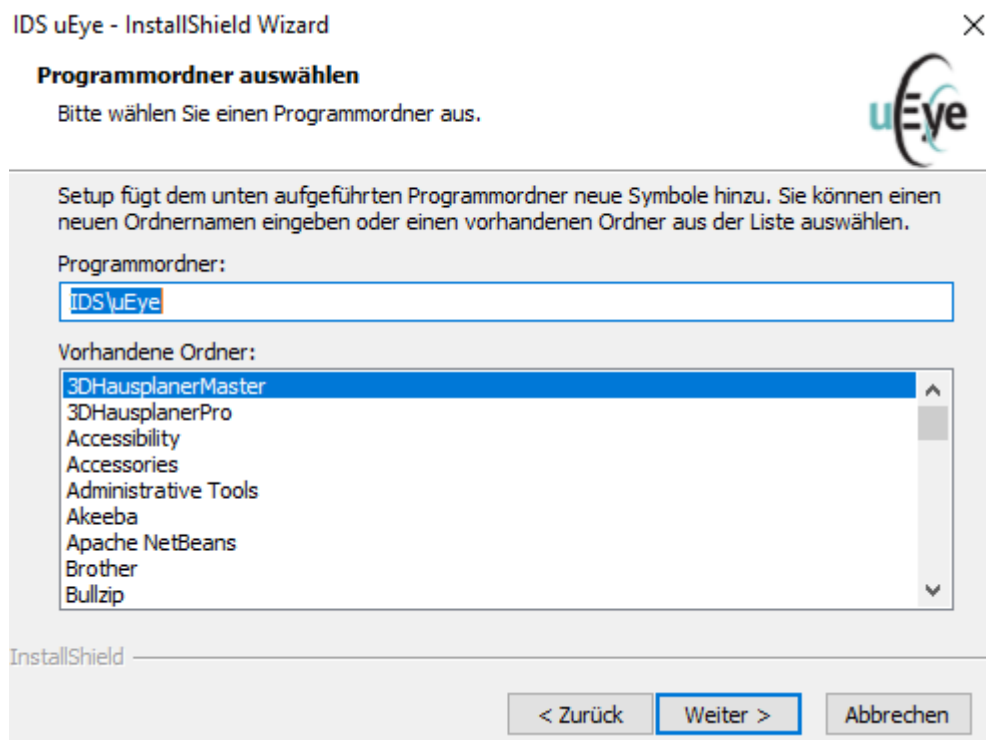 IDS uEye - InstallShield Wizard
Programmordner auswählen
Bitte wählen Sie einen Programmordner aus.
uEye
Setup fügt dem unten aufgeführten Programmordner neue Symbole hinzu. Sie können einen
neuen Ordnernamen eingeben oder einen vorhandenen Ordner aus der Liste auswählen.
Programmordner:
IDS\uEye
Vorhandene Ordner:
3DHausplanerMaster
3DHausplanerPro
Accessibility
Accessories
Administrative Tools
Akeeba
Apache NetBeans
Brother
Bullzip
InstallShield
< Zurück Weiter > Abbrechen